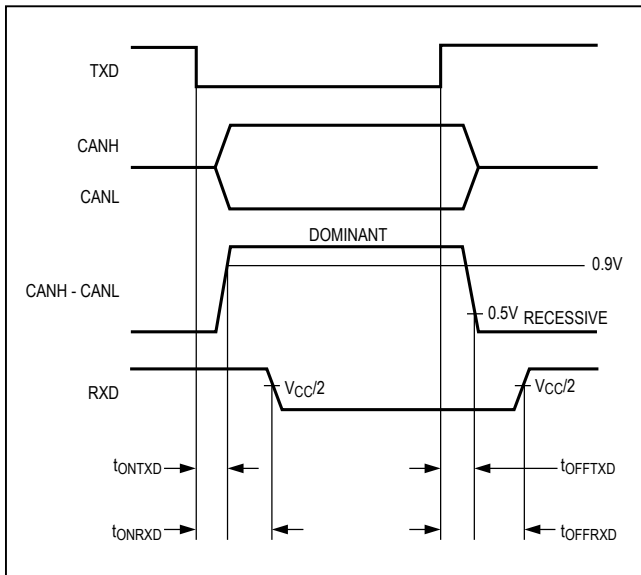 TXD
CANH
CANL
DOMINANT
0.9V
CANH - CANL
0.5V
RECESSIVE
RXD
VCC/2
VCC/2
tONTXD
tOFFTXD
tONRXD
tOFFRXD